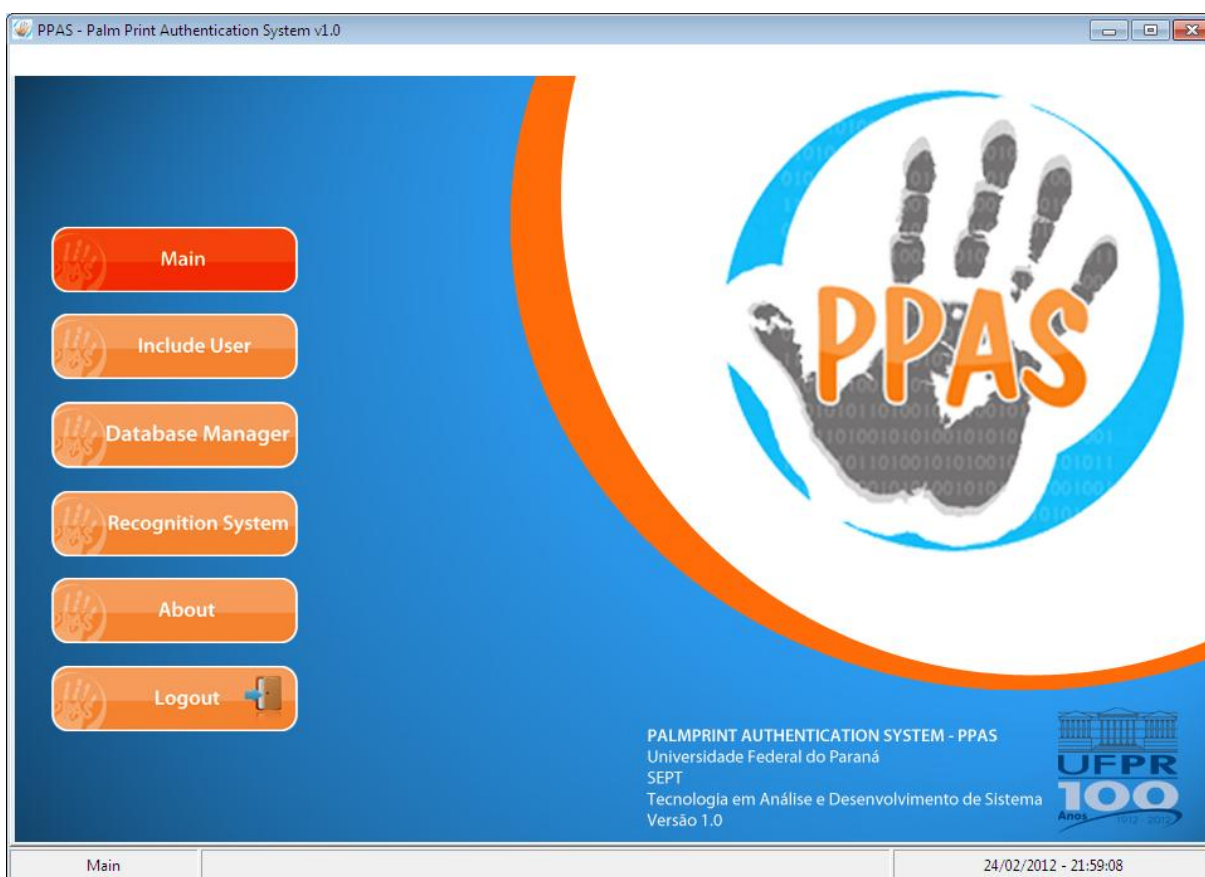 PPAS - Palm Print Authentication System v1.0
Main
Include User
Database Manager
Recognition System
About
Logout
PPAS
PALMPRINT AUTHENTICATION SYSTEM - PPAS
Universidade Federal do Paraná
SEPT
Tecnologia em Análise e Desenvolvimento de Sistema
Versão 1.0
UFPR
100
Anos 1912 - 2012
Main
24/02/2012 - 21:59:08